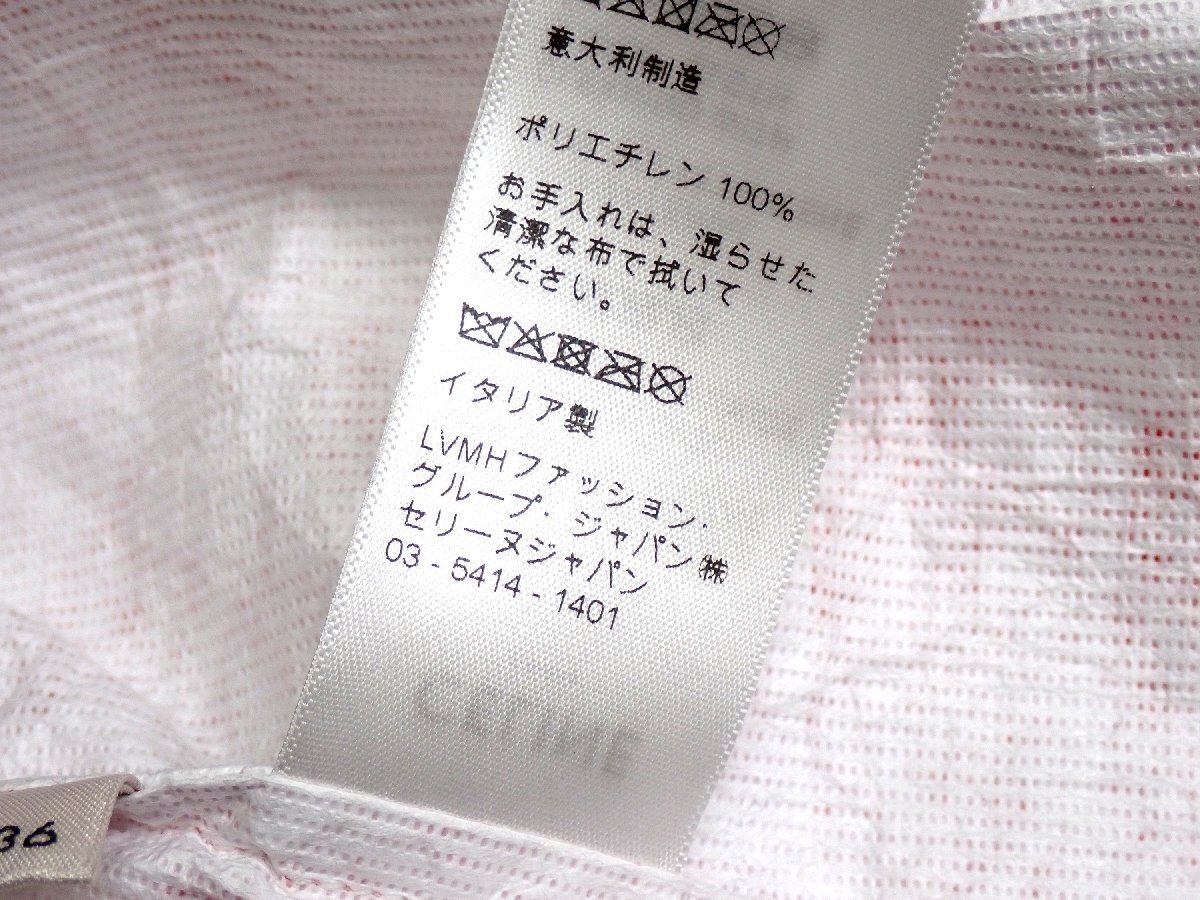 意大利制造
ポリエチレン 100%
お手入れは、湿らせた
清潔な布で拭いて
ください。
イタリア製
LVMHファッション・
グループ・ジャパン㈱
セリーヌジャパン
03 - 5414 - 1401
36